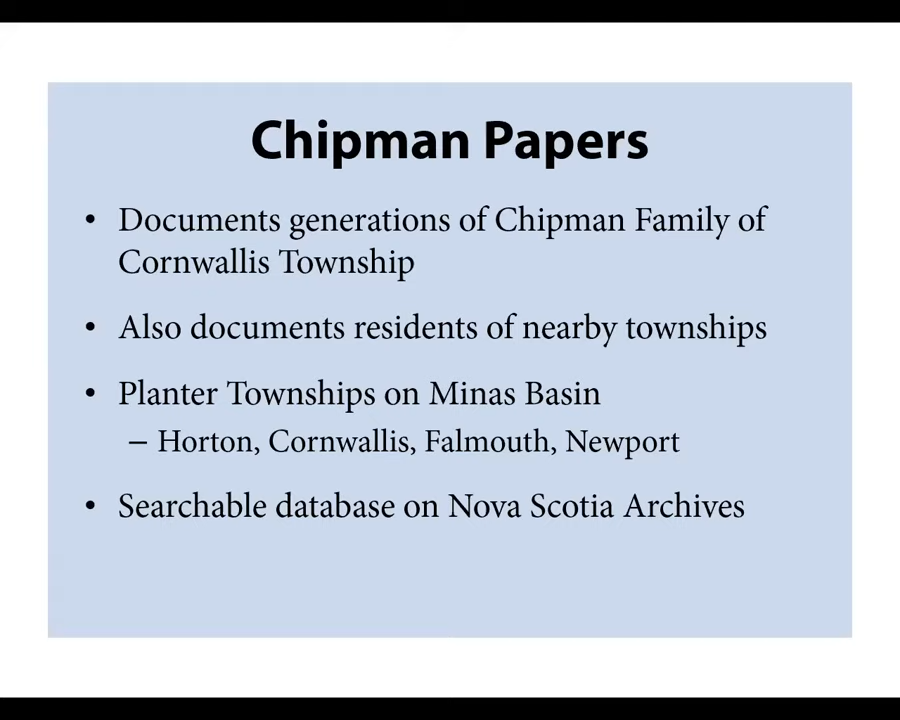 Chipman Papers
• Documents generations of Chipman Family of
Cornwallis Township
• Also documents residents of nearby townships
• Planter Townships on Minas Basin
– Horton, Cornwallis, Falmouth, Newport
• Searchable database on Nova Scotia Archives